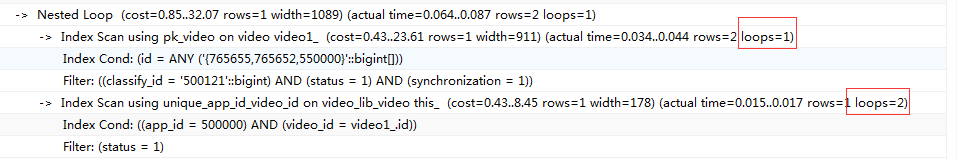 -> Nested Loop (cost=0.85..32.07 rows=1 width=1089) (actual time=0.064..0.087 rows=2 loops=1)
-> Index Scan using pk_video on video video1_ (cost=0.43..23.61 rows=1 width=911) (actual time=0.034..0.044 rows=2 loops=1)
Index Cond: (id = ANY ('{765655,765652,550000}'::bigint[]))
Filter: ((classify_id = '500121'::bigint) AND (status = 1) AND (synchronization = 1))
-> Index Scan using unique_app_id_video_id on video_lib_video this_ (cost=0.43..8.45 rows=1 width=178) (actual time=0.015..0.017 rows=1 loops=2)
Index Cond: ((app_id = 500000) AND (video_id = video1_.id))
Filter: (status = 1)